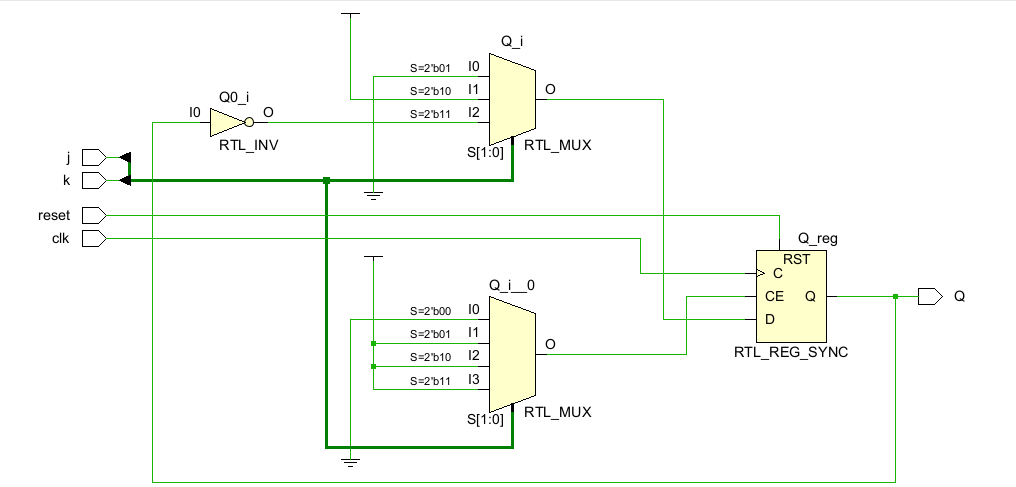 Q_i
S=2'b01 I0
S=2'b10 I1 O
S=2'b11 I2
S[1:0] RTL_MUX
Q0_i
I0 O
RTL_INV
j
k
reset
clk
Q_reg
RST
C
CE Q
D
RTL_REG_SYNC
Q
Q_i__0
S=2'b00 I0
S=2'b01 I1
S=2'b10 I2 O
S=2'b11 I3
S[1:0] RTL_MUX